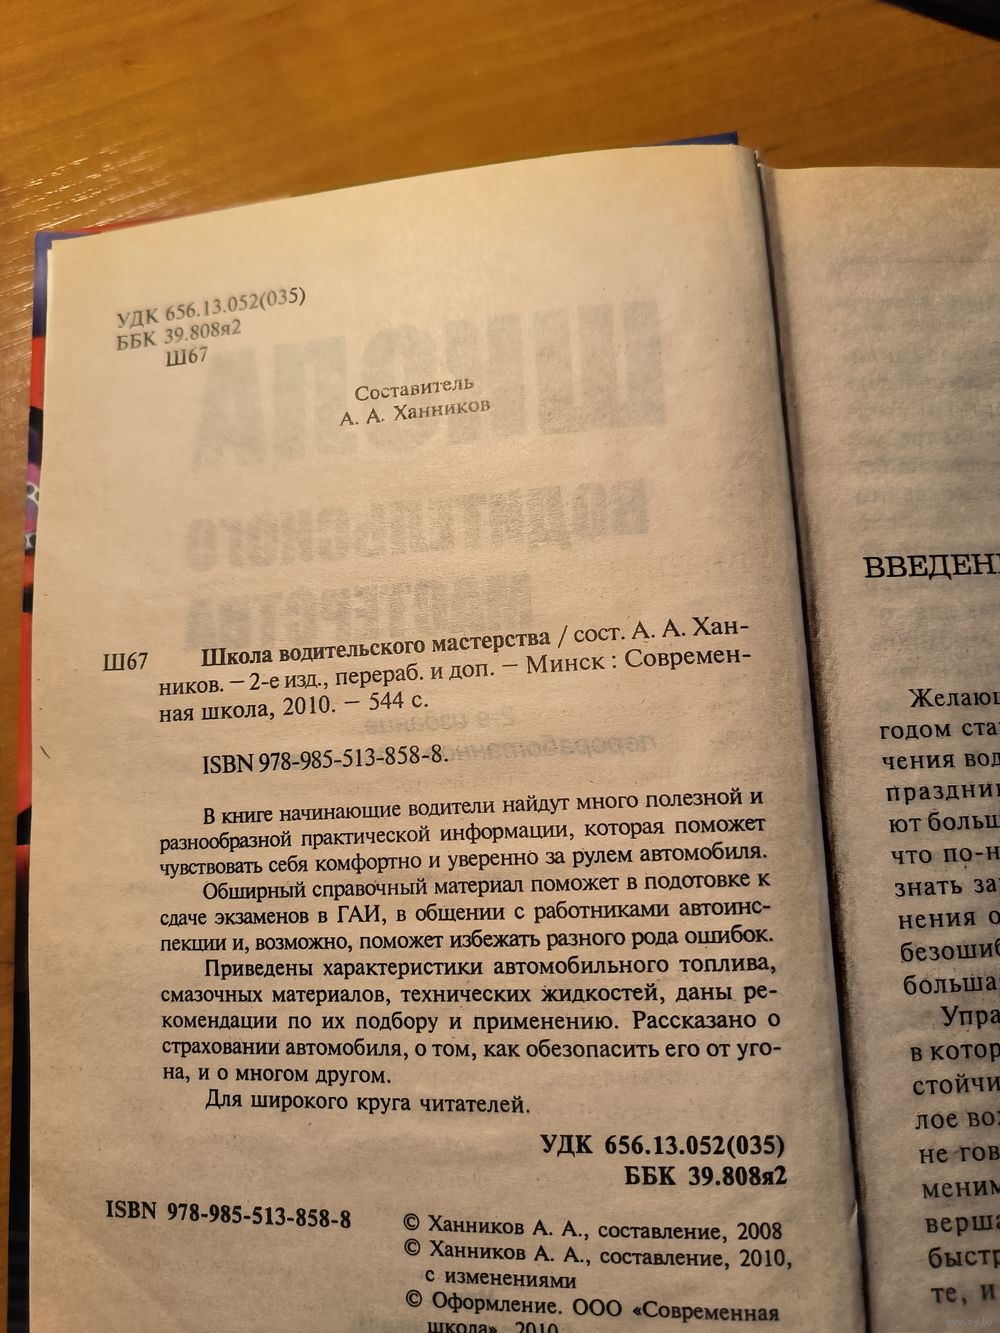 УДК 656.13.052(035)
ББК 39.808я2
Ш67
Составитель
А. А. Ханников
Ш67 Школа водительского мастерства / сост. А. А. Хан-
ников. – 2-е изд., перераб. и доп. – Минск : Современ-
ная школа, 2010. – 544 с.
ISBN 978-985-513-858-8.
В книге начинающие водители найдут много полезной и
разнообразной практической информации, которая поможет
чувствовать себя комфортно и уверенно за рулем автомобиля.
Обширный справочный материал поможет в подготовке к
сдаче экзаменов в ГАИ, в общении с работниками автоинс-
пекции и, возможно, поможет избежать разного рода ошибок.
Приведены характеристики автомобильного топлива,
смазочных материалов, технических жидкостей, даны ре-
комендации по их подбору и применению. Рассказано о
страховании автомобиля, о том, как обезопасить его от уго-
на, и о многом другом.
Для широкого круга читателей.
УДК 656.13.052(035)
ББК 39.808я2
ISBN 978-985-513-858-8
© Ханников А. А., составление, 2008
© Ханников А. А., составление, 2010,
с изменениями
© Оформление. ООО «Современная
школа», 2010
ВВЕДЕН
Желаю
годом ста
чения вод
праздни
ют больш
что по-н
знать за
нения о
безошиб
больша
Упра
в котор
стойчи
лое воз
не гов
меним
верша
быстр
те, и
www.ay.by